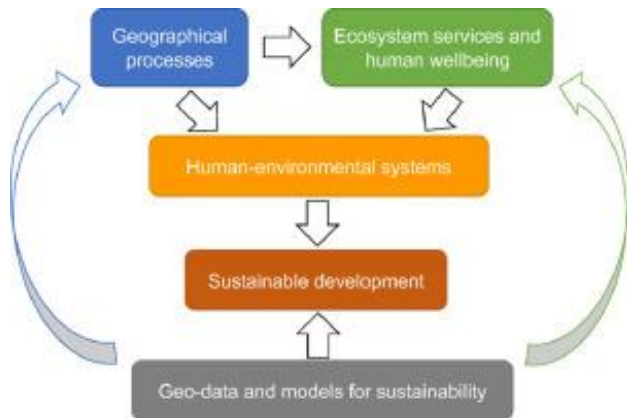 Geographical
processes
Ecosystem services and
human wellbeing
Human-environmental systems
Sustainable development
Geo-data and models for sustainability